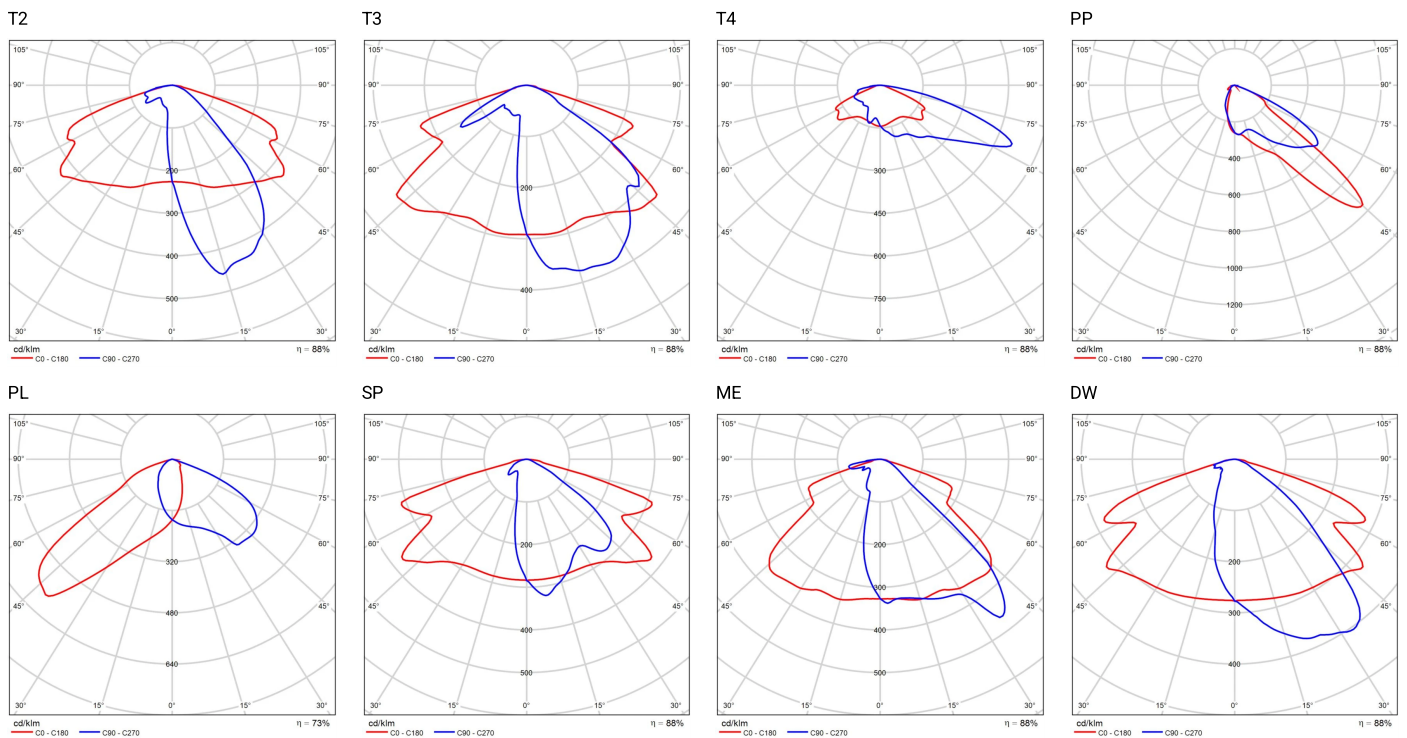 T2
105° 105°
90° 90°
75° 75°
200
60° 60°
300
45° 45°
400
500
30° 15° 0° 15° 30°
cd/klm η = 88%
C0 - C180 C90 - C270
T3
105° 105°
90° 90°
75° 75°
200
60° 60°
45° 45°
400
30° 15° 0° 15° 30°
cd/klm η = 88%
C0 - C180 C90 - C270
T4
105° 105°
90° 90°
75° 75°
300
60° 60°
450
45° 45°
600
750
30° 15° 0° 15° 30°
cd/klm η = 88%
C0 - C180 C90 - C270
PP
105° 105°
90° 90°
75° 75°
400
60° 60°
600
800
45° 45°
1000
1200
30° 15° 0° 15° 30°
cd/klm η = 88%
C0 - C180 C90 - C270
PL
105° 105°
90° 90°
75° 75°
60° 60°
320
45° 45°
480
640
30° 15° 0° 15° 30°
cd/klm η = 73%
C0 - C180 C90 - C270
SP
105° 105°
90° 90°
75° 75°
200
60° 60°
45° 45°
400
500
30° 15° 0° 15° 30°
cd/klm η = 88%
C0 - C180 C90 - C270
ME
105° 105°
90° 90°
75° 75°
200
60° 60°
300
45° 45°
400
500
30° 15° 0° 15° 30°
cd/klm η = 88%
C0 - C180 C90 - C270
DW
105° 105°
90° 90°
75° 75°
60° 60°
200
45° 45°
300
400
30° 15° 0° 15° 30°
cd/klm η = 88%
C0 - C180 C90 - C270